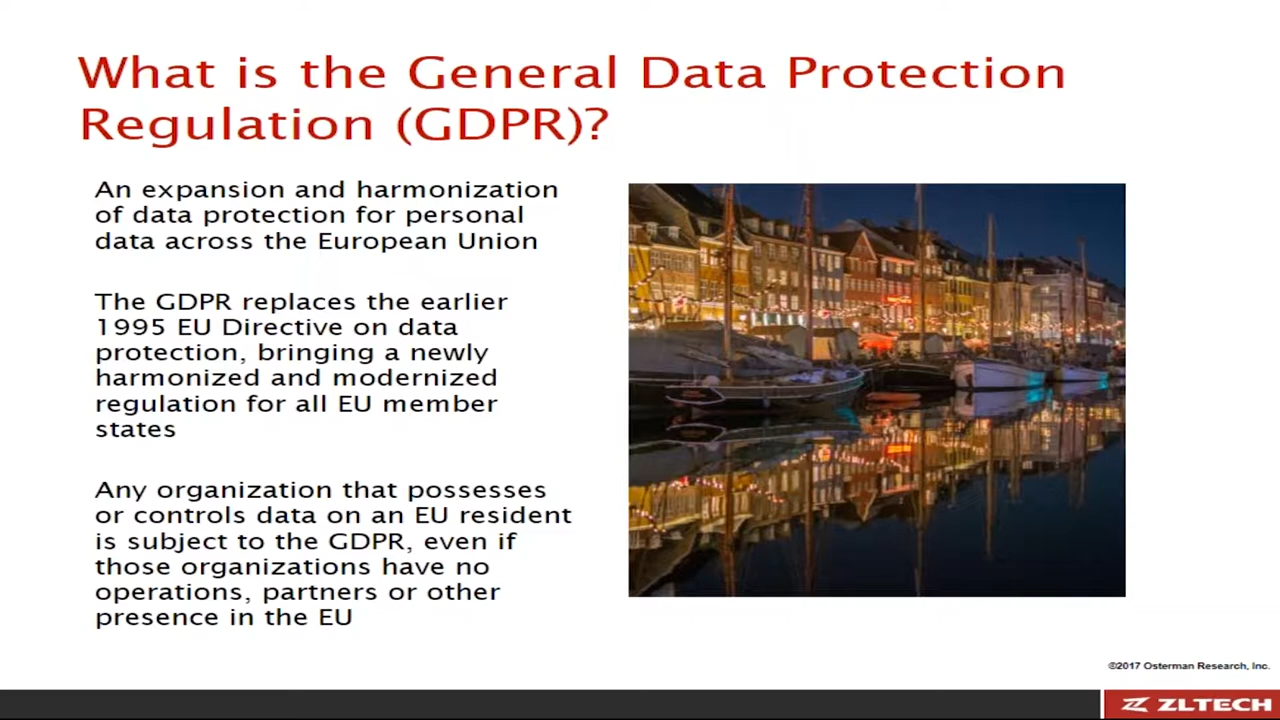 What is the General Data Protection
Regulation (GDPR)?
An expansion and harmonization
of data protection for personal
data across the European Union
The GDPR replaces the earlier
1995 EU Directive on data
protection, bringing a newly
harmonized and modernized
regulation for all EU member
states
Any organization that possesses
or controls data on an EU resident
is subject to the GDPR, even if
those organizations have no
operations, partners or other
presence in the EU
©2017 Osterman Research, Inc.
ZLTECH